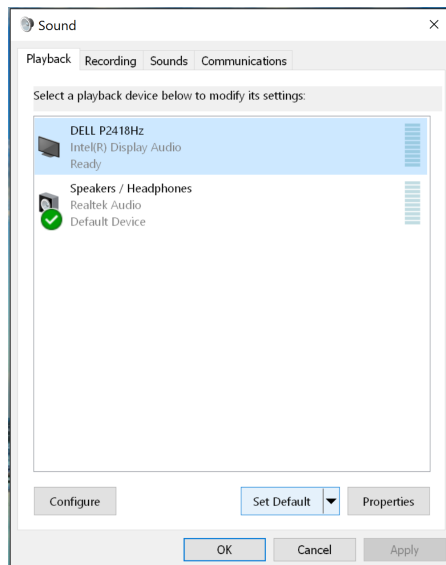 Sound
Playback Recording Sounds Communications
Select a playback device below to modify its settings:
DELL P2418Hz
Intel(R) Display Audio
Ready
Speakers / Headphones
Realtek Audio
Default Device
Configure Set Default Properties
OK Cancel Apply